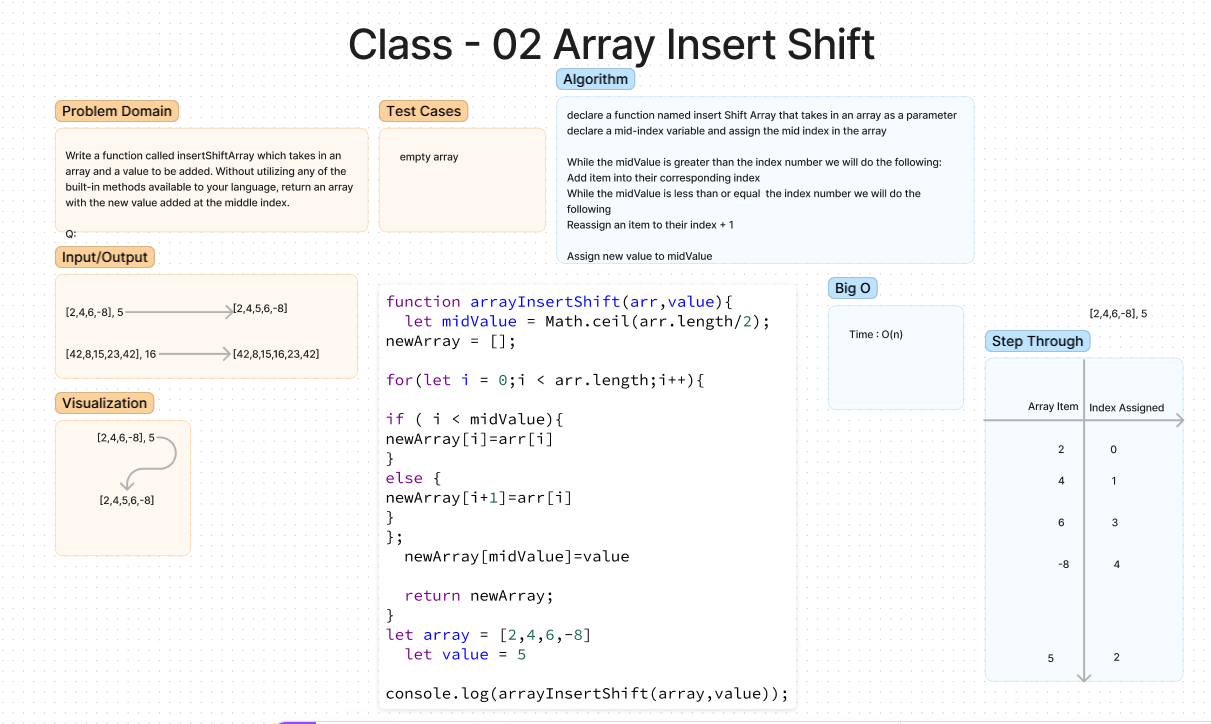 Class - 02 Array Insert Shift
Problem Domain
Write a function called insertShiftArray which takes in an
array and a value to be added. Without utilizing any of the
built-in methods available to your language, return an array
with the new value added at the middle index.
Q:
Test Cases
empty array
Algorithm
declare a function named insert Shift Array that takes in an array as a parameter
declare a mid-index variable and assign the mid index in the array
While the midValue is greater than the index number we will do the following:
Add item into their corresponding index
While the midValue is less than or equal  the index number we will do the
following
Reassign an item to their index + 1
Assign new value to midValue
Input/Output
[2,4,6,-8], 5
[2,4,5,6,-8]
[42,8,15,23,42], 16
[42,8,15,16,23,42]
Visualization
[2,4,6,-8], 5
[2,4,5,6,-8]
function arrayInsertShift(arr,value){
  let midValue = Math.ceil(arr.length/2);
newArray = [];
for(let i = 0;i < arr.length;i++){
if ( i < midValue){
newArray[i]=arr[i]
}
else {
newArray[i+1]=arr[i]
}
};
  newArray[midValue]=value
  return newArray;
}
let array = [2,4,6,-8]
  let value = 5
console.log(arrayInsertShift(array,value));
Big O
Time : O(n)
[2,4,6,-8], 5
Step Through
Array Item Index Assigned
2 0
4 1
6 3
-8 4
5 2